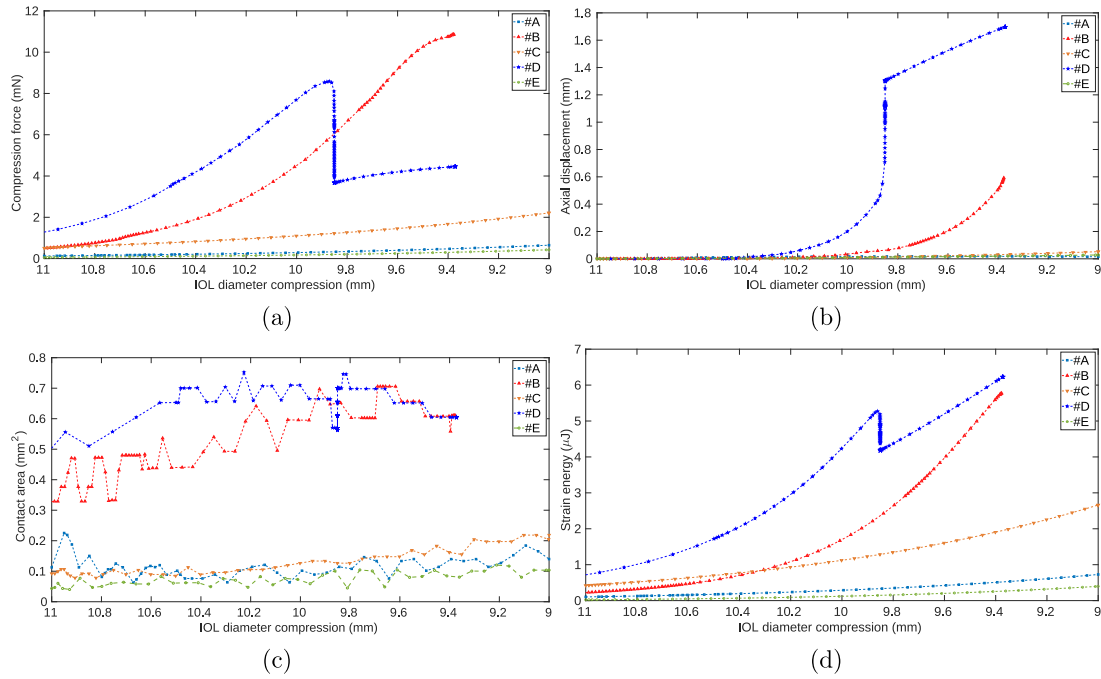 12
10
8
6
4
2
0
Compression force (mN)
11 10.8 10.6 10.4 10.2 10 9.8 9.6 9.4 9.2 9
IOL diameter compression (mm)
#A
#B
#C
#D
#E
(a)
1.8
1.6
1.4
1.2
1
0.8
0.6
0.4
0.2
0
Axial displacement (mm)
11 10.8 10.6 10.4 10.2 10 9.8 9.6 9.4 9.2 9
IOL diameter compression (mm)
#A
#B
#C
#D
#E
(b)
0.8
0.7
0.6
0.5
0.4
0.3
0.2
0.1
0
Contact area (mm²)
11 10.8 10.6 10.4 10.2 10 9.8 9.6 9.4 9.2 9
IOL diameter compression (mm)
#A
#B
#C
#D
#E
(c)
7
6
5
4
3
2
1
0
Strain energy (μJ)
11 10.8 10.6 10.4 10.2 10 9.8 9.6 9.4 9.2 9
IOL diameter compression (mm)
#A
#B
#C
#D
#E
(d)